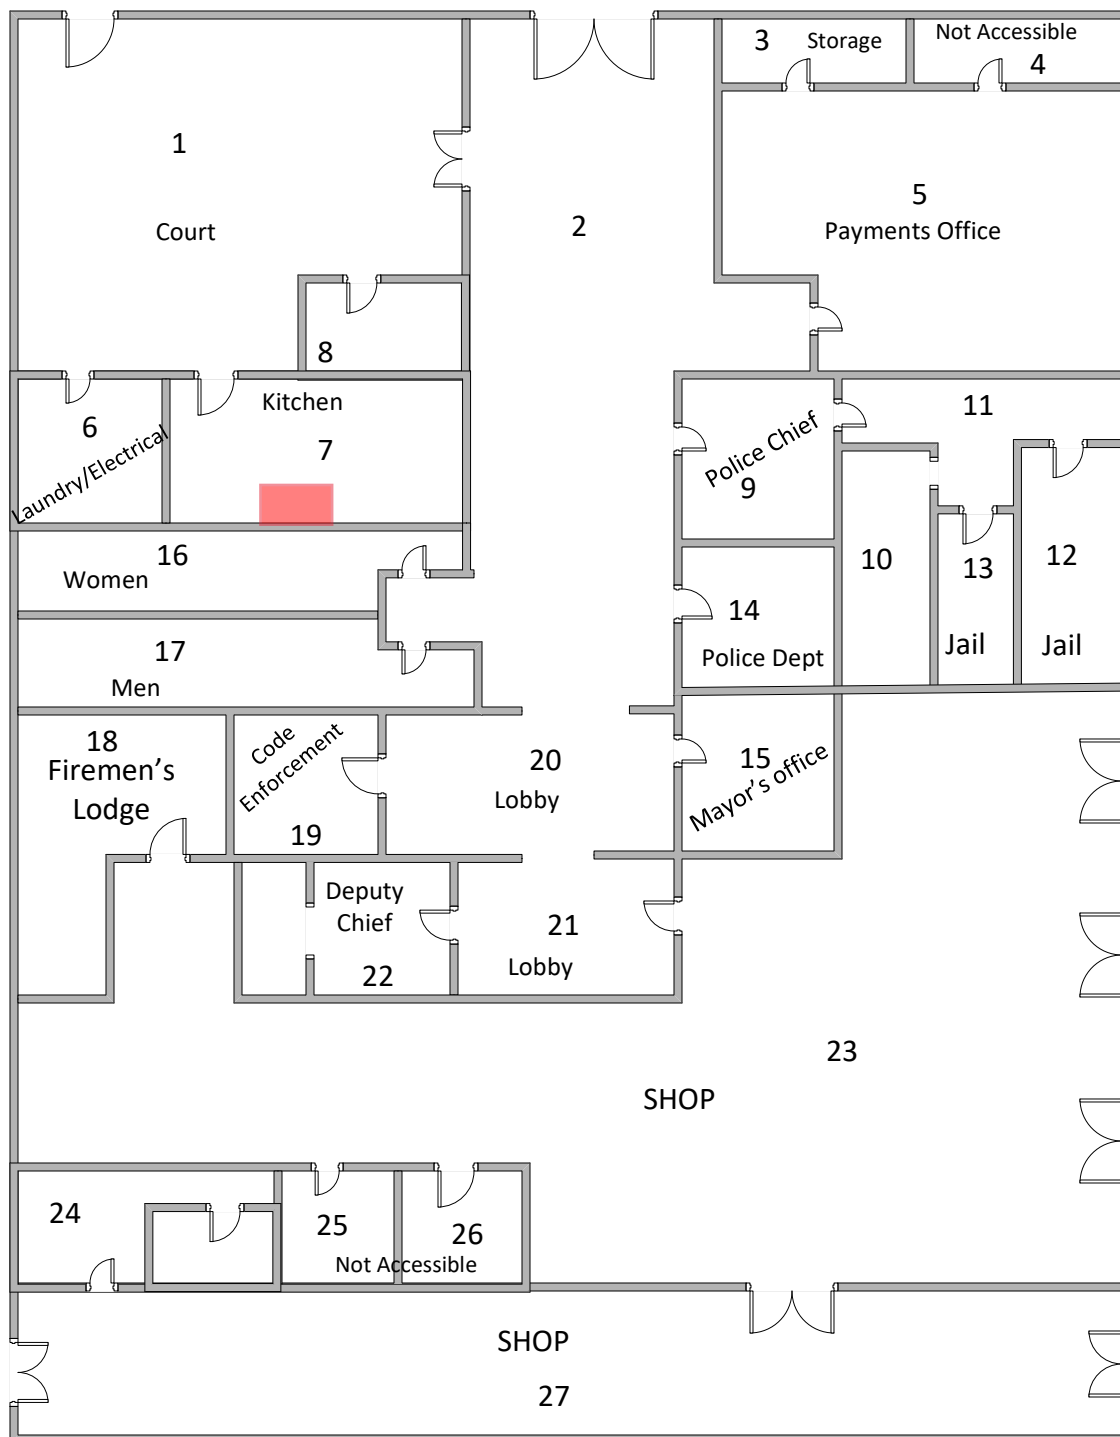 3 Storage
Not Accessible
4
1
Court
2
5
Payments Office
8
Kitchen
7
6
Laundry/Electrical
Police Chief
9
11
10
13
Jail
12
Jail
16
Women
14
Police Dept
17
Men
18
Firemen's
Lodge
Code
Enforcement
19
20
Lobby
15
Mayor's office
Deputy
Chief
22
21
Lobby
23
SHOP
24
25
26
Not Accessible
SHOP
27